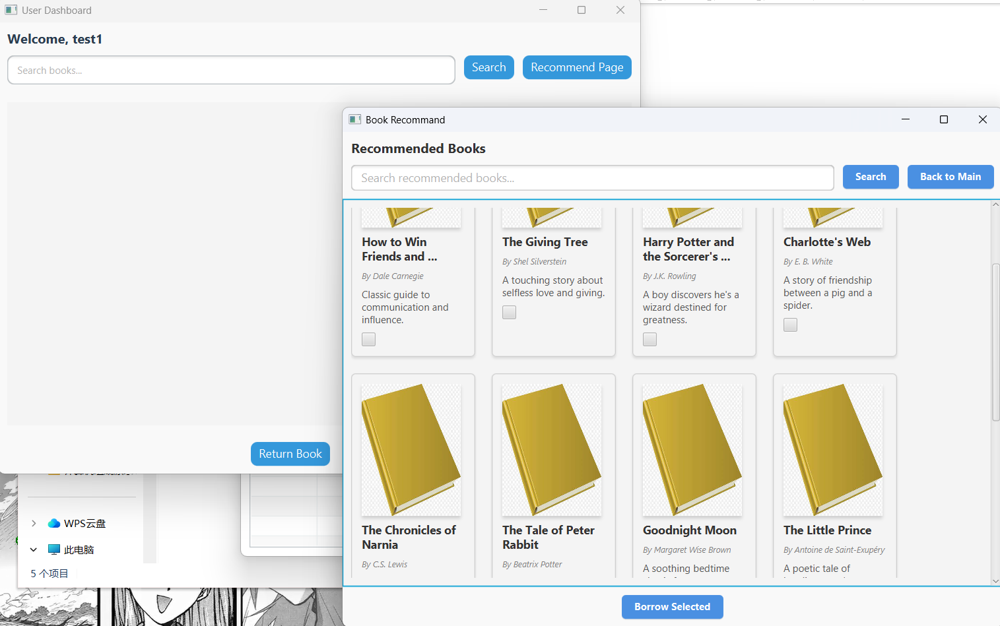 User Dashboard
Welcome, test1
Search books...
Search
Recommend Page
Return Book
Book Recommand
Recommended Books
Search recommended books...
Search
Back to Main
How to Win
Friends and ...
By Dale Carnegie
Classic guide to
communication and
influence.
The Giving Tree
By Shel Silverstein
A touching story about
selfless love and giving.
Harry Potter and
the Sorcerer's ...
By J.K. Rowling
A boy discovers he's a
wizard destined for
greatness.
Charlotte's Web
By E. B. White
A story of friendship
between a pig and a
spider.
The Chronicles of
Narnia
By C.S. Lewis
The Tale of Peter
Rabbit
By Beatrix Potter
Goodnight Moon
By Margaret Wise Brown
A soothing bedtime
The Little Prince
By Antoine de Saint-Exupéry
A poetic tale of
Borrow Selected
WPS云盘
此电脑
5 个项目